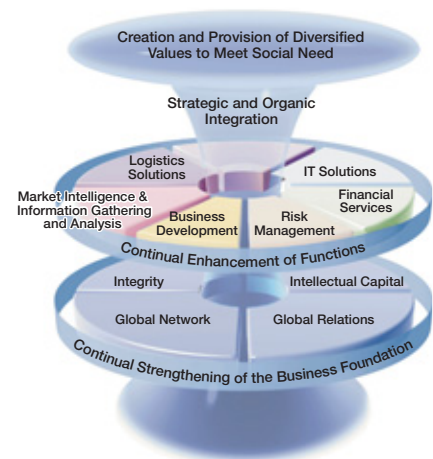 Creation and Provision of Diversified
Values to Meet Social Need
Strategic and Organic
Integration
Logistics
Solutions
IT Solutions
Market Intelligence &
Information Gathering
and Analysis
Financial
Services
Business
Development
Risk
Management
Continual Enhancement of Functions
Integrity
Intellectual Capital
Global Network
Global Relations
Continual Strengthening of the Business Foundation